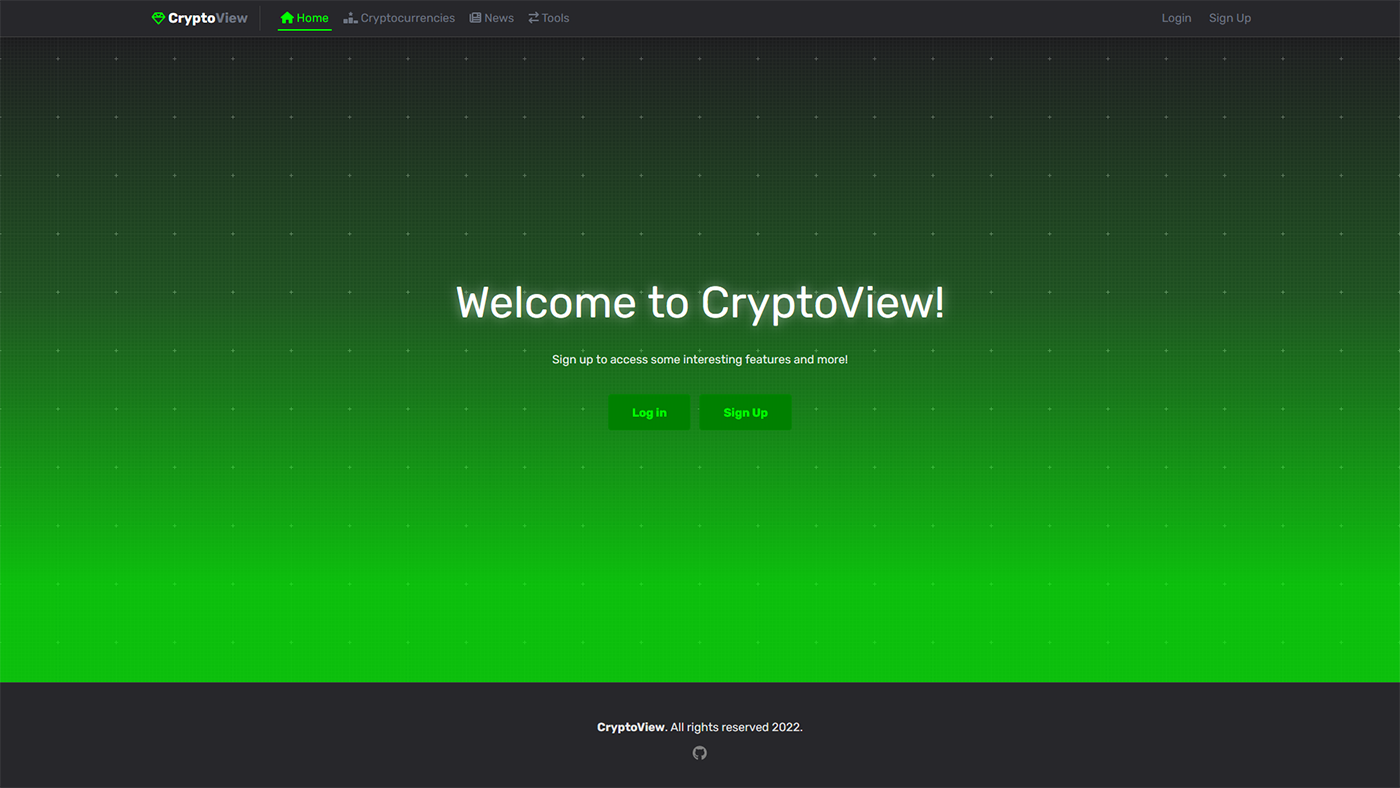 CryptoView Home Cryptocurrencies News Tools Login Sign Up
Welcome to CryptoView!
Sign up to access some interesting features and more!
Log in Sign Up
CryptoView. All rights reserved 2022.